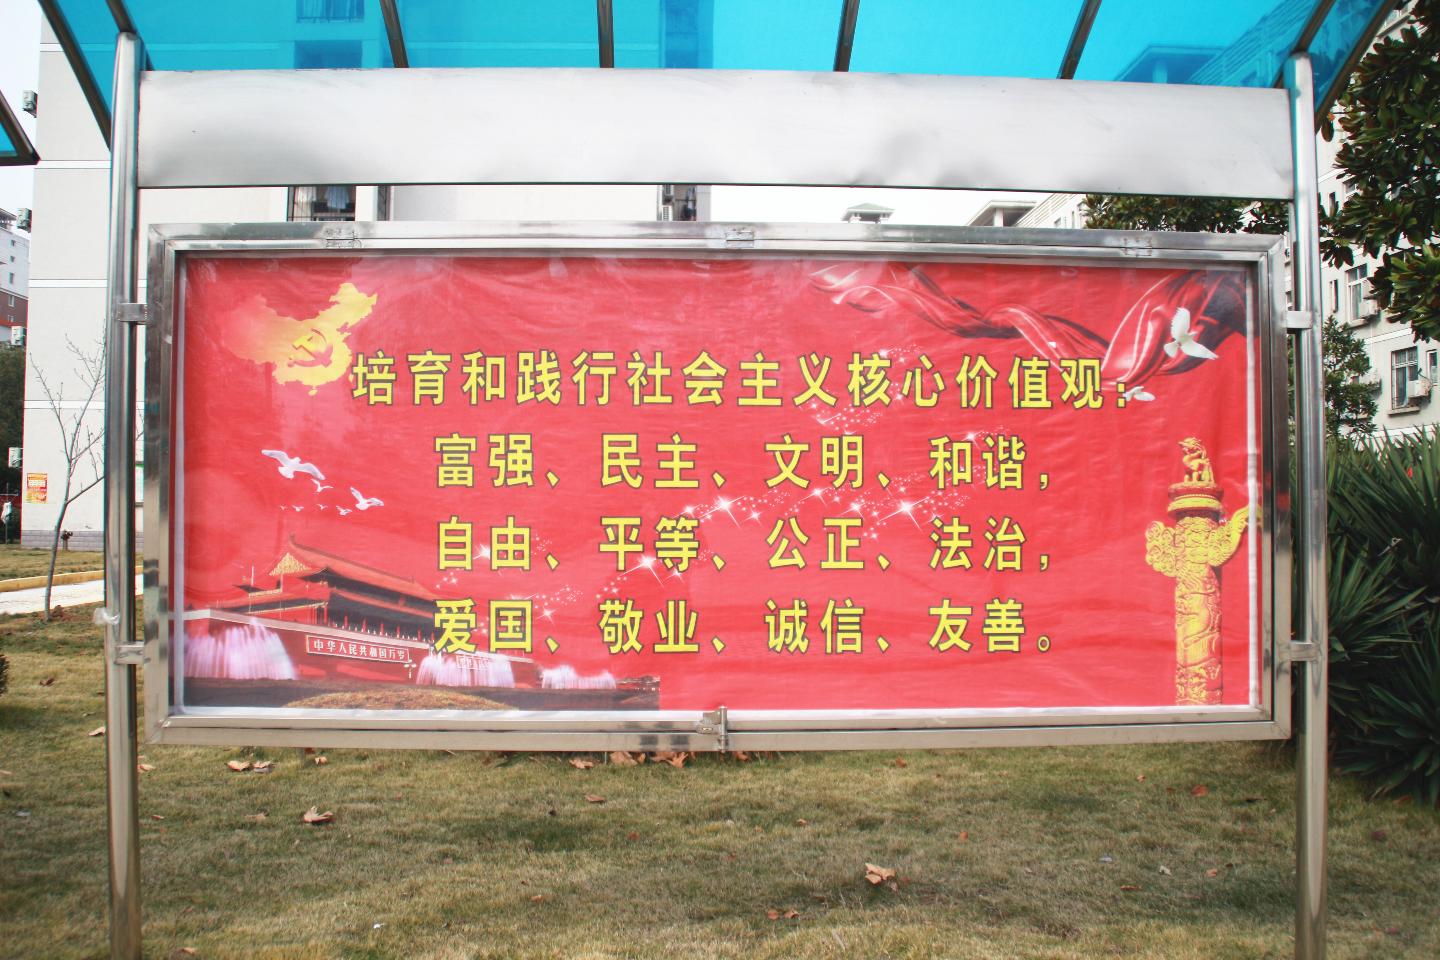 培育和践行社会主义核心价值观：
富强、民主、文明、和谐，
自由、平等、公正、法治，
爱国、敬业、诚信、友善。
中华人民共和国万岁